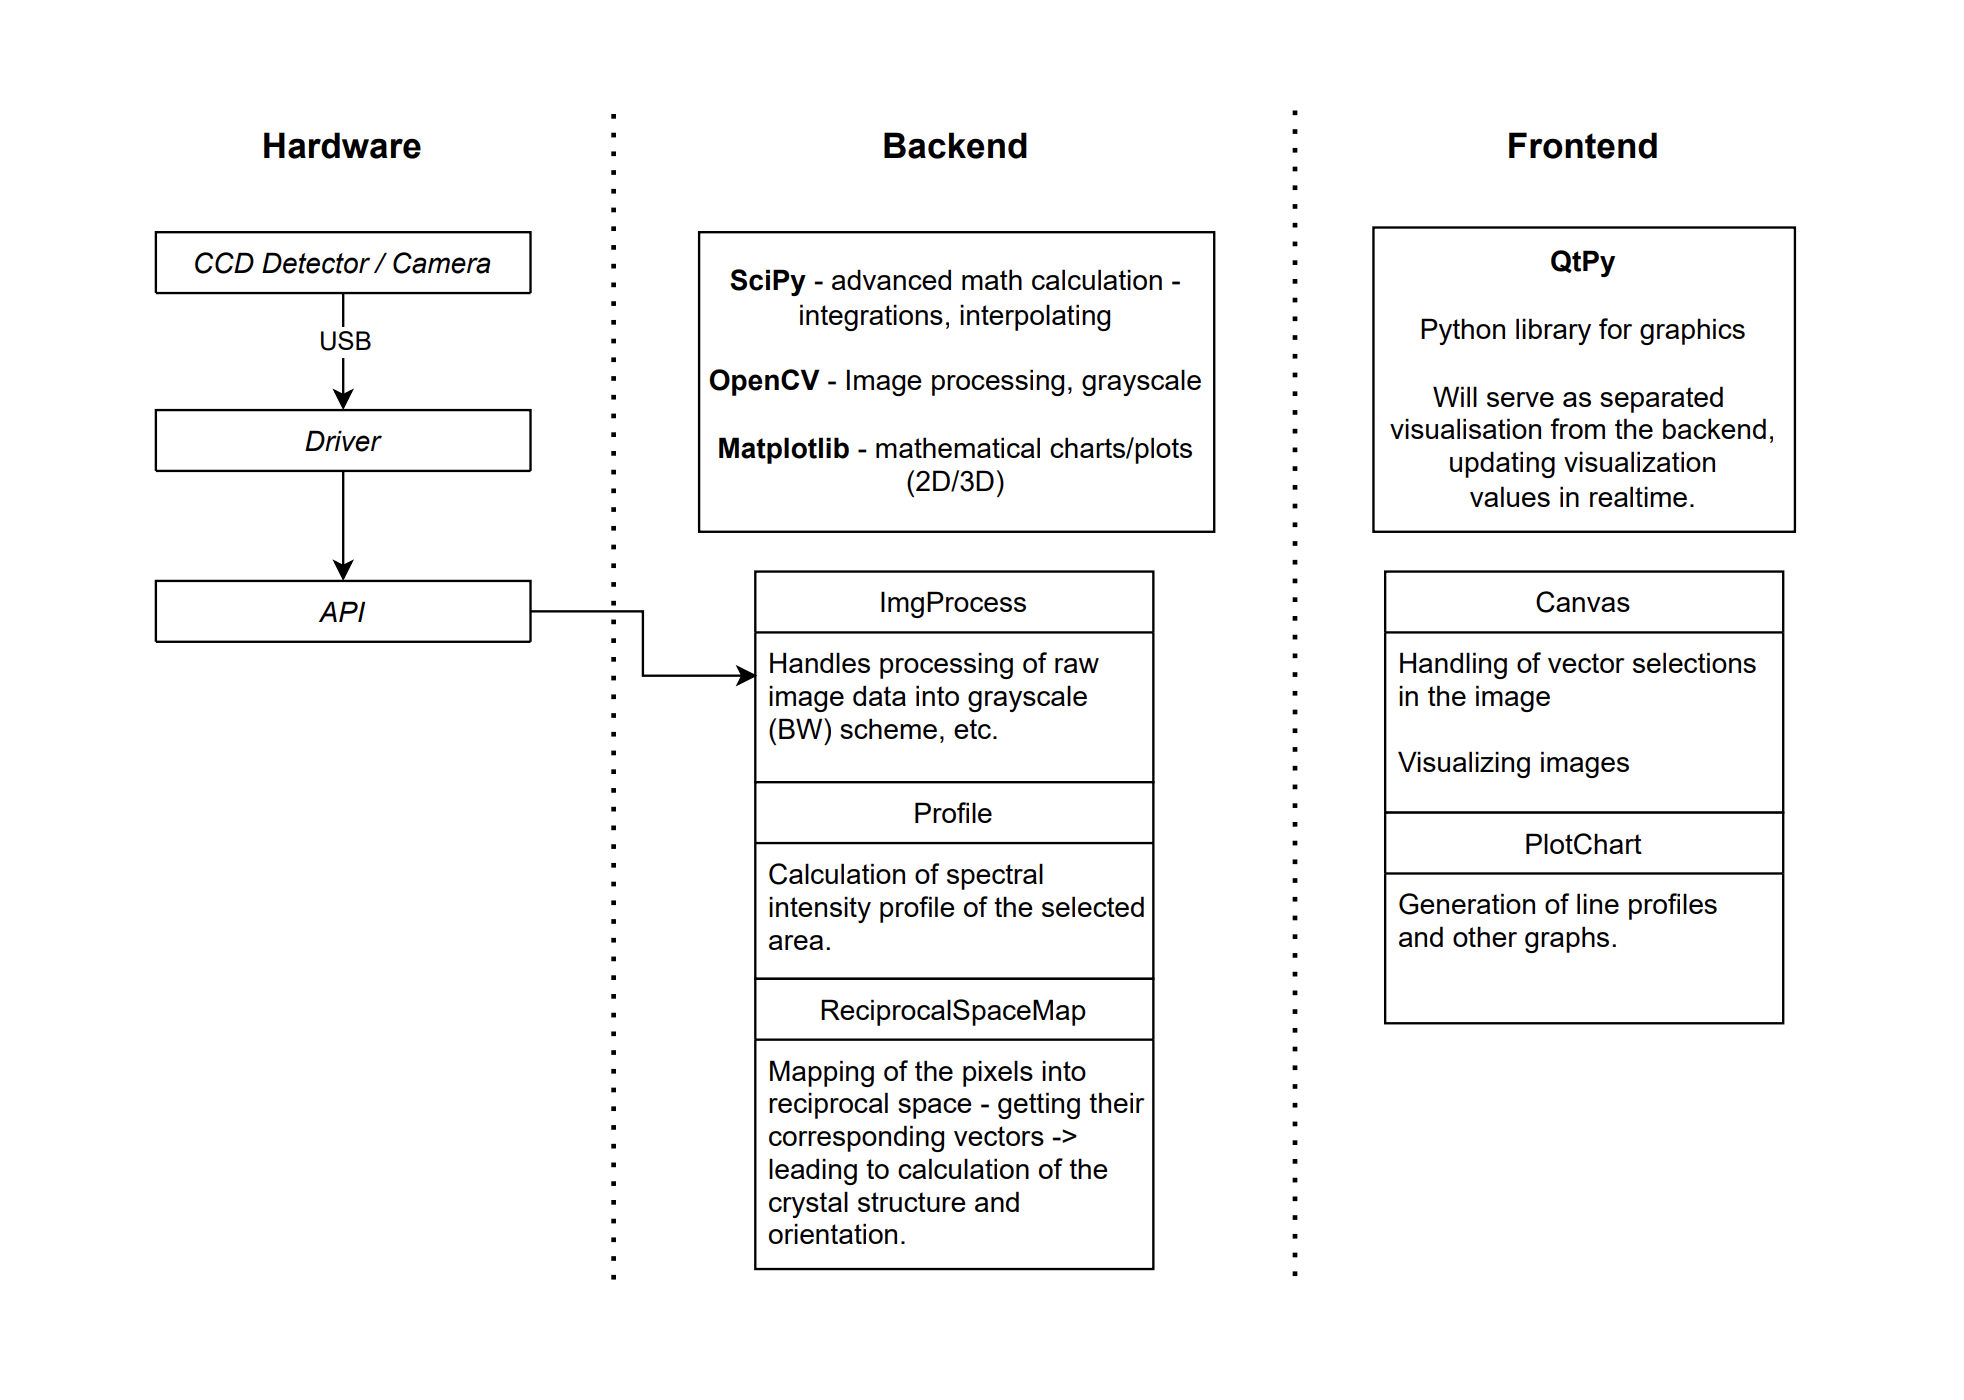 Hardware
CCD Detector / Camera
USB
Driver
API
Backend
SciPy - advanced math calculation -
integrations, interpolating
OpenCV - Image processing, grayscale
Matplotlib - mathematical charts/plots
(2D/3D)
ImgProcess
Handles processing of raw
image data into grayscale
(BW) scheme, etc.
Profile
Calculation of spectral
intensity profile of the selected
area.
ReciprocalSpaceMap
Mapping of the pixels into
reciprocal space - getting their
corresponding vectors ->
leading to calculation of the
crystal structure and
orientation.
Frontend
QtPy
Python library for graphics
Will serve as separated
visualisation from the backend,
updating visualization
values in realtime.
Canvas
Handling of vector selections
in the image
Visualizing images
PlotChart
Generation of line profiles
and other graphs.